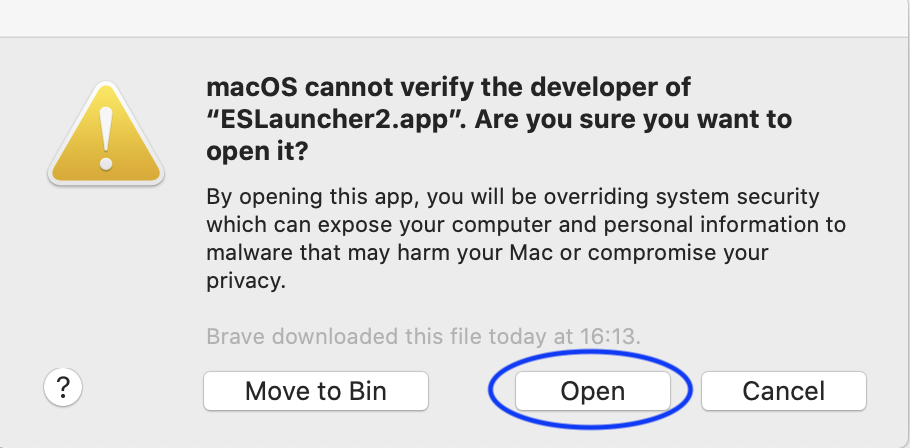 macOS cannot verify the developer of
“ESLauncher2.app”. Are you sure you want to
open it?
By opening this app, you will be overriding system security
which can expose your computer and personal information to
malware that may harm your Mac or compromise your
privacy.
Brave downloaded this file today at 16:13.
?
Move to Bin
Open
Cancel